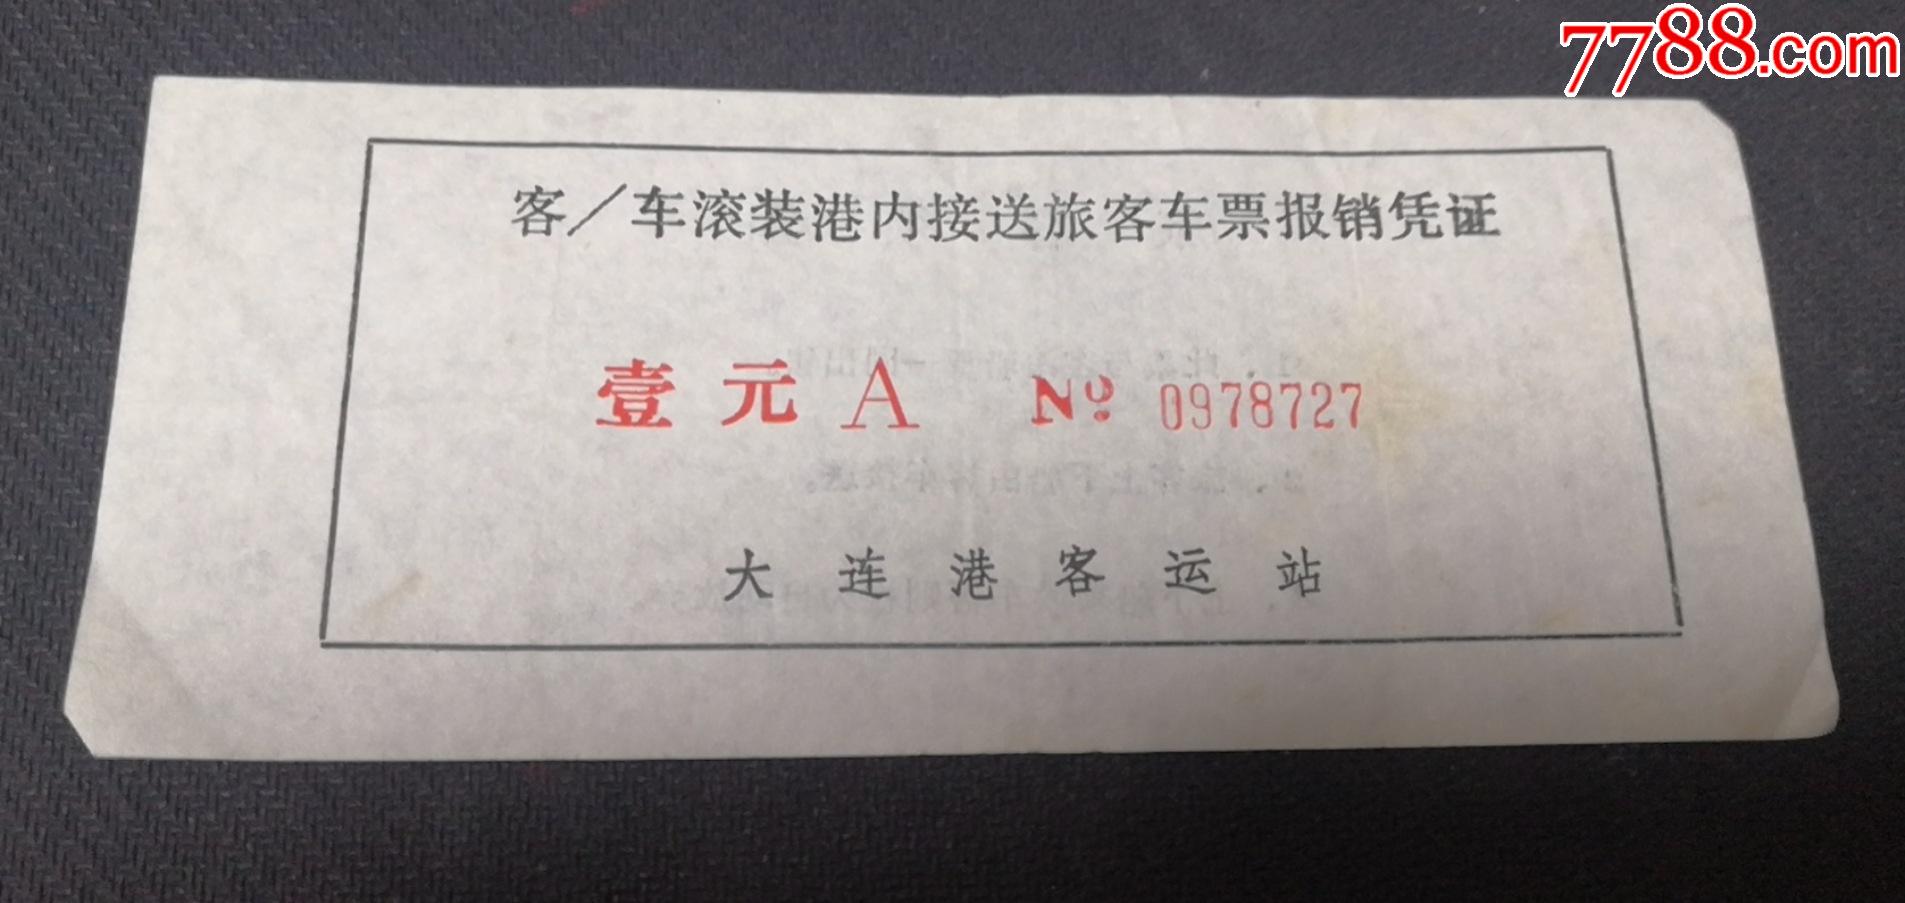 7788.com
客/车滚装港内接送旅客车票报销凭证
壹元 A № 0978727
大连港客运站